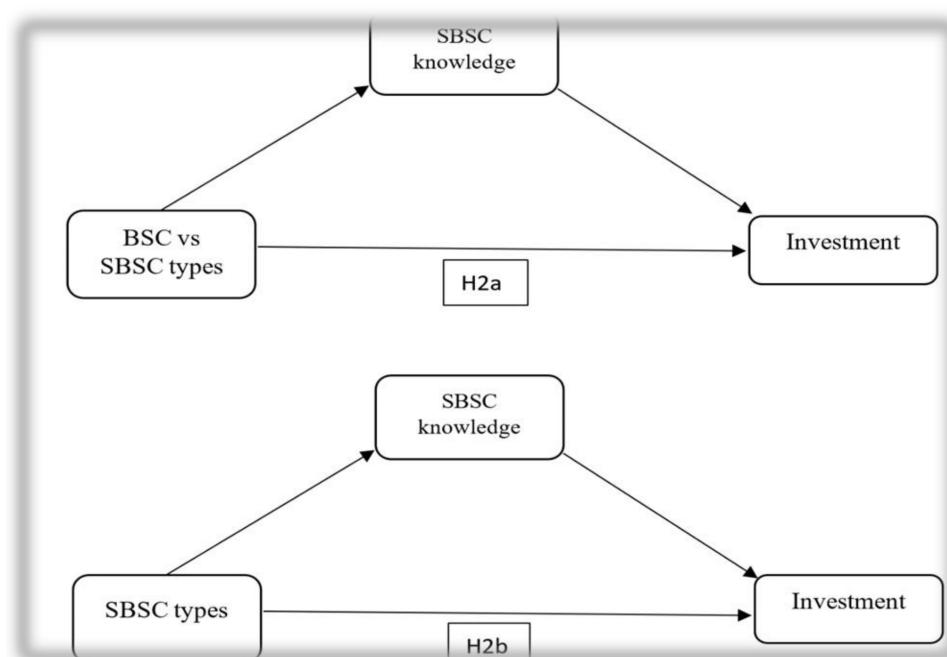 SBSC
knowledge
BSC vs
SBSC types
Investment
H2a
SBSC
knowledge
SBSC types
Investment
H2b